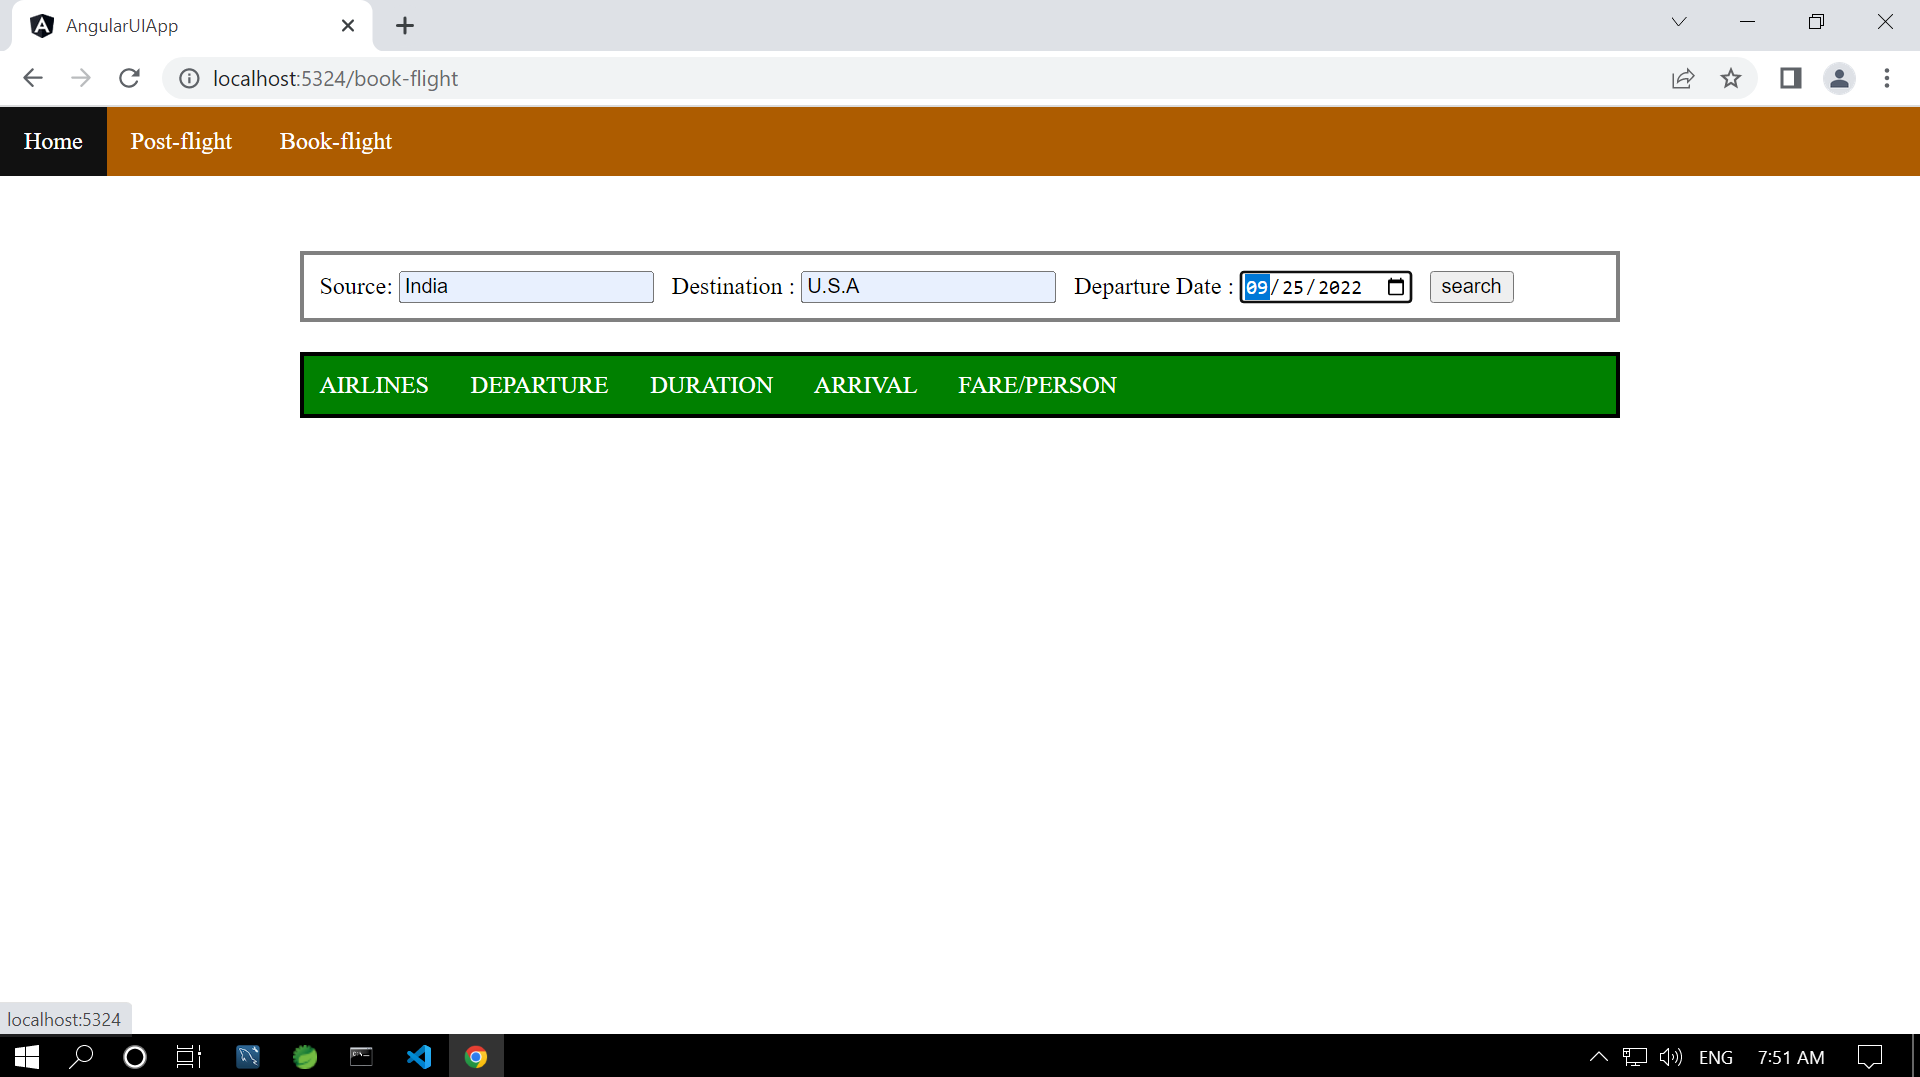 AngularUIApp
localhost:5324/book-flight
Home Post-flight Book-flight
Source: India Destination : U.S.A Departure Date : 09/25/2022 search
AIRLINES DEPARTURE DURATION ARRIVAL FARE/PERSON
localhost:5324
ENG 7:51 AM